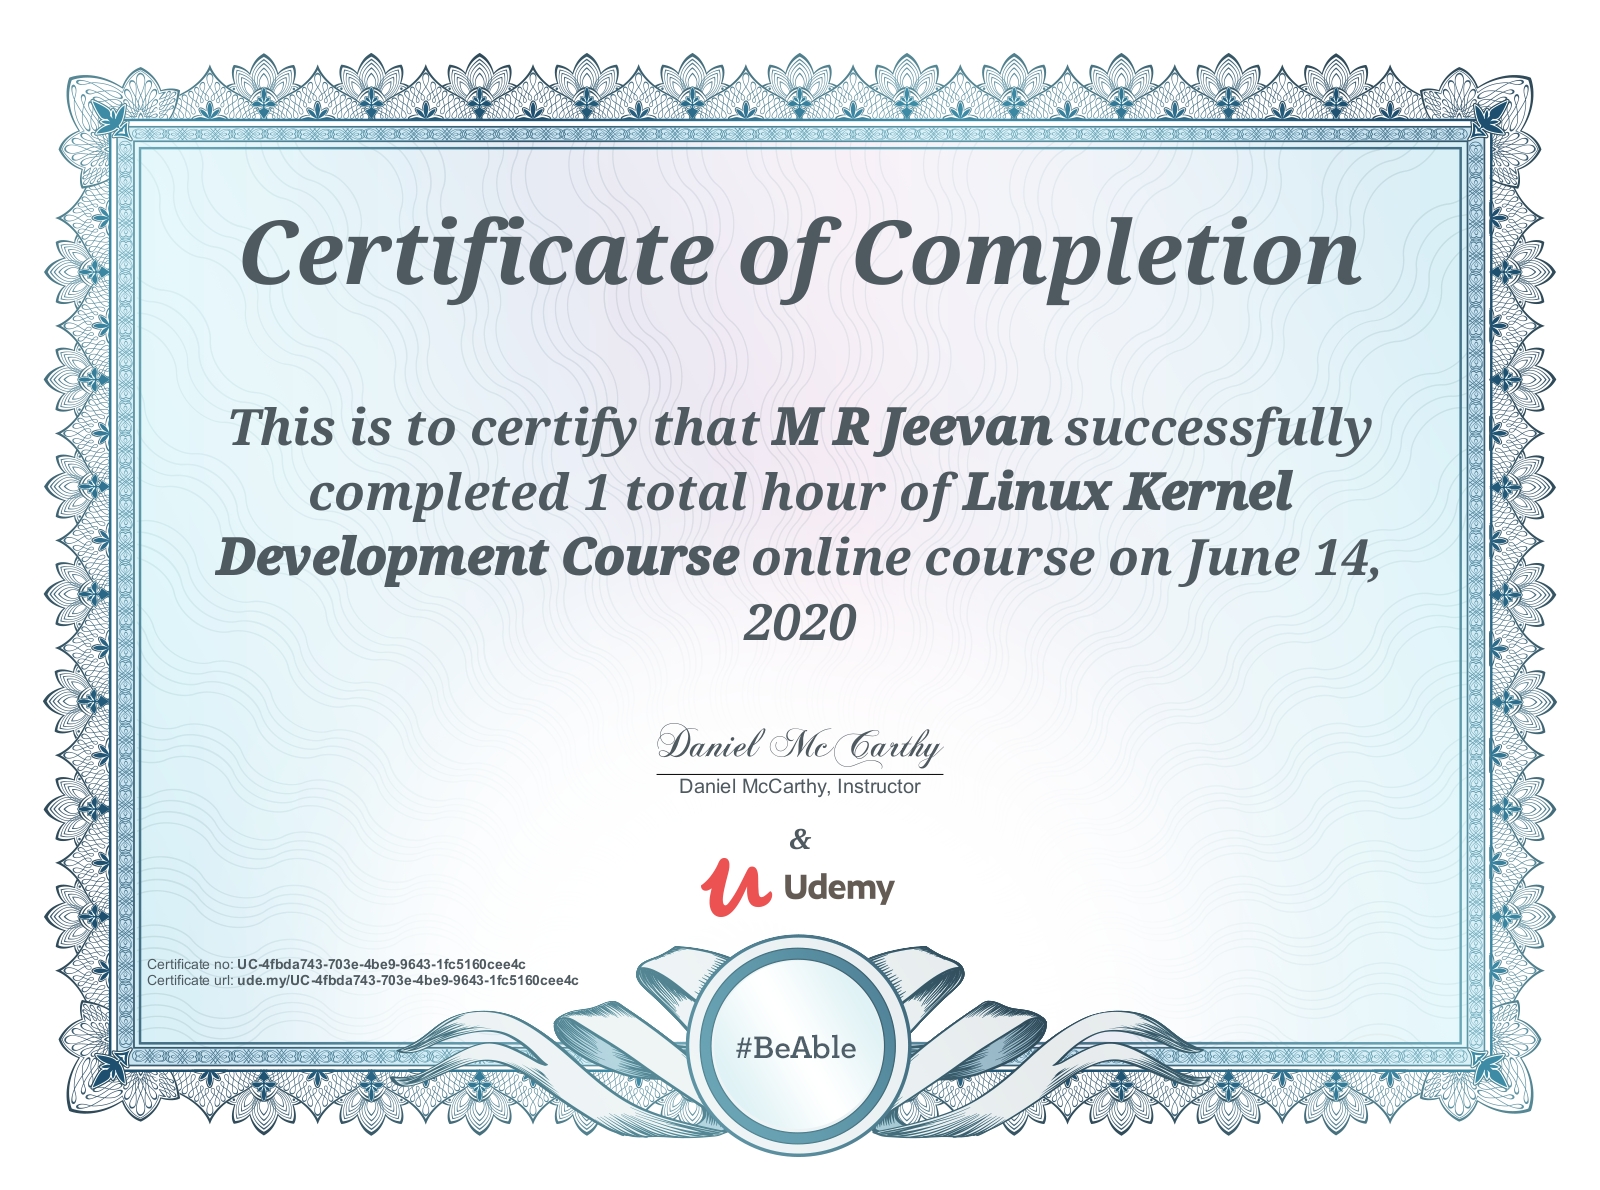 Certificate of Completion
This is to certify that M R Jeevan successfully
completed 1 total hour of Linux Kernel
Development Course online course on June 14,
2020
Daniel McCarthy
Daniel McCarthy, Instructor
&
Udemy
Certificate no: UC-4fbda743-703e-4be9-9643-1fc5160cee4c
Certificate url: ude.my/UC-4fbda743-703e-4be9-9643-1fc5160cee4c
#BeAble